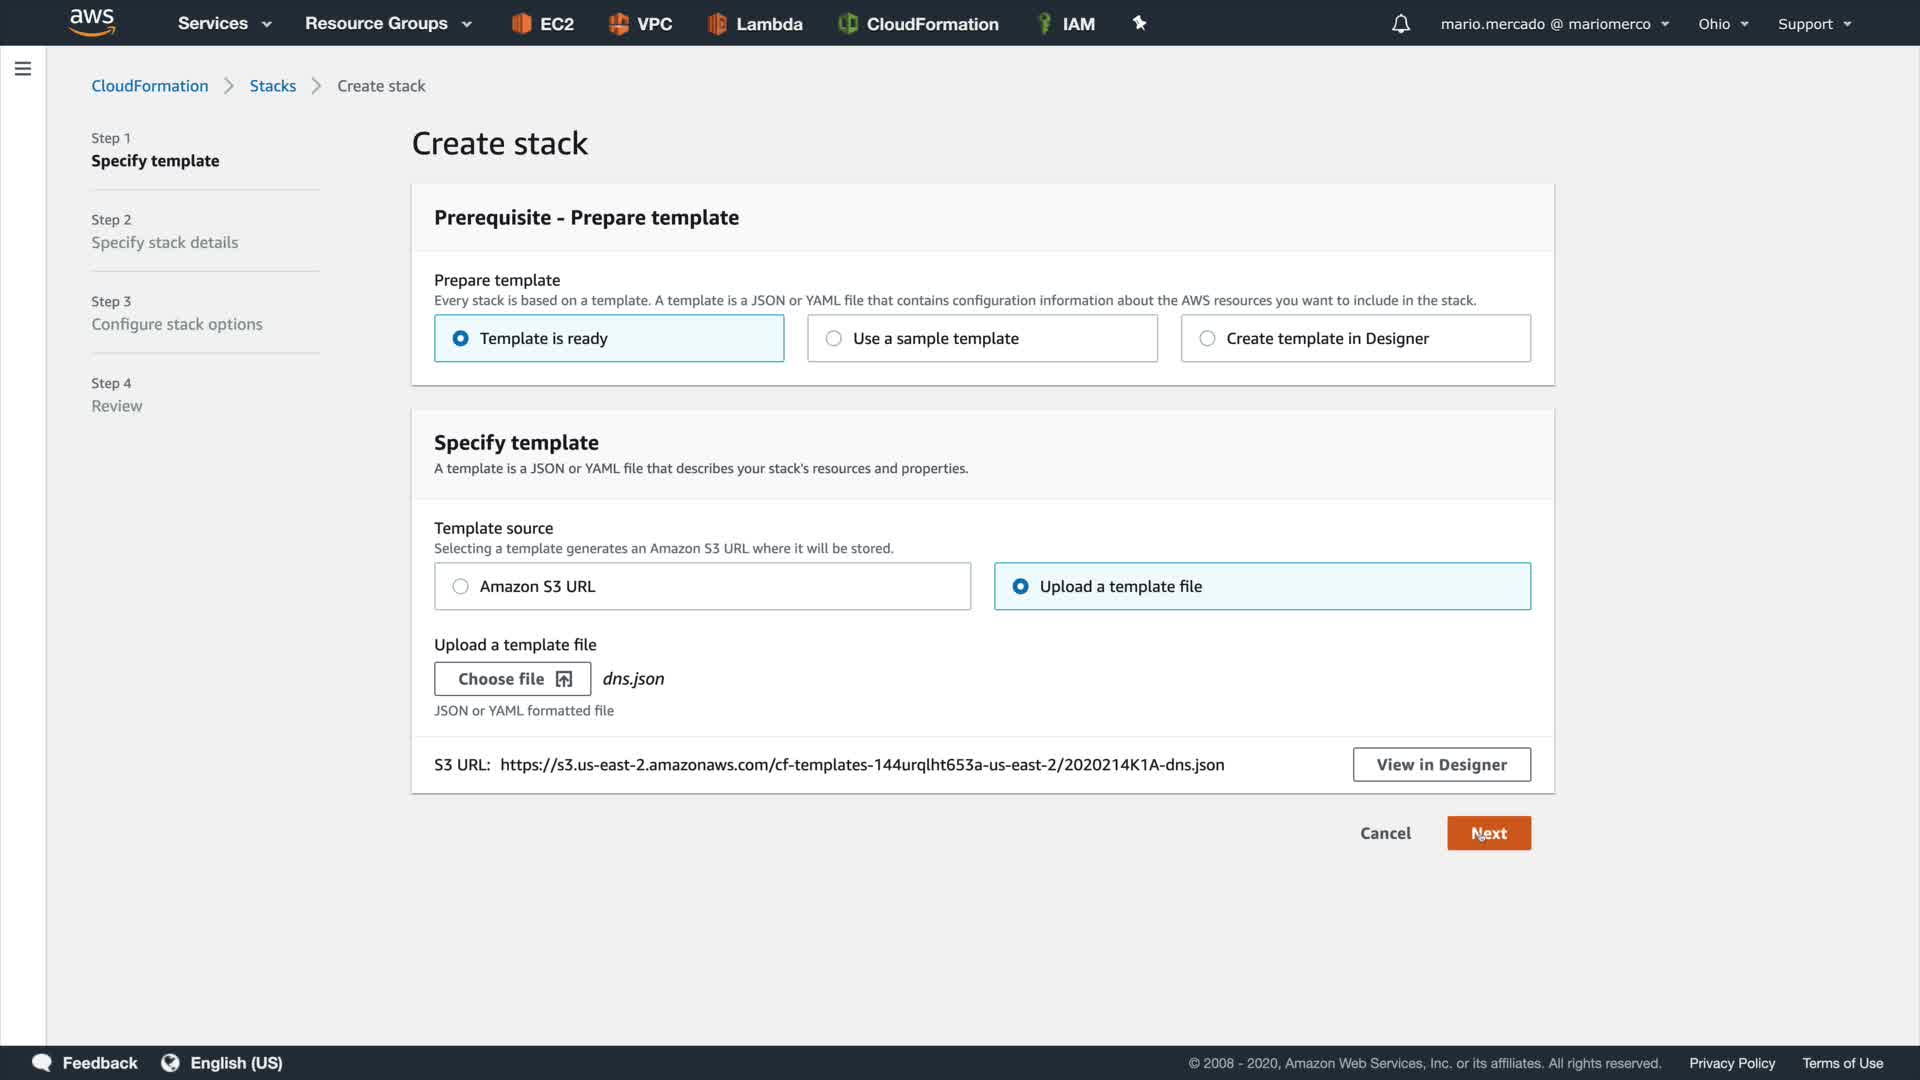 aws Services Resource Groups EC2 VPC Lambda CloudFormation IAM mario.mercado @ mariomerco Ohio Support
CloudFormation Stacks Create stack
Step 1
Specify template
Step 2
Specify stack details
Step 3
Configure stack options
Step 4
Review
Create stack
Prerequisite - Prepare template
Prepare template
Every stack is based on a template. A template is a JSON or YAML file that contains configuration information about the AWS resources you want to include in the stack.
Template is ready Use a sample template Create template in Designer
Specify template
A template is a JSON or YAML file that describes your stack's resources and properties.
Template source
Selecting a template generates an Amazon S3 URL where it will be stored.
Amazon S3 URL Upload a template file
Upload a template file
Choose file dns.json
JSON or YAML formatted file
S3 URL: https://s3.us-east-2.amazonaws.com/cf-templates-144urqlht653a-us-east-2/2020214K1A-dns.json View in Designer
Cancel Next
Feedback English (US) © 2008 - 2020, Amazon Web Services, Inc. or its affiliates. All rights reserved. Privacy Policy Terms of Use